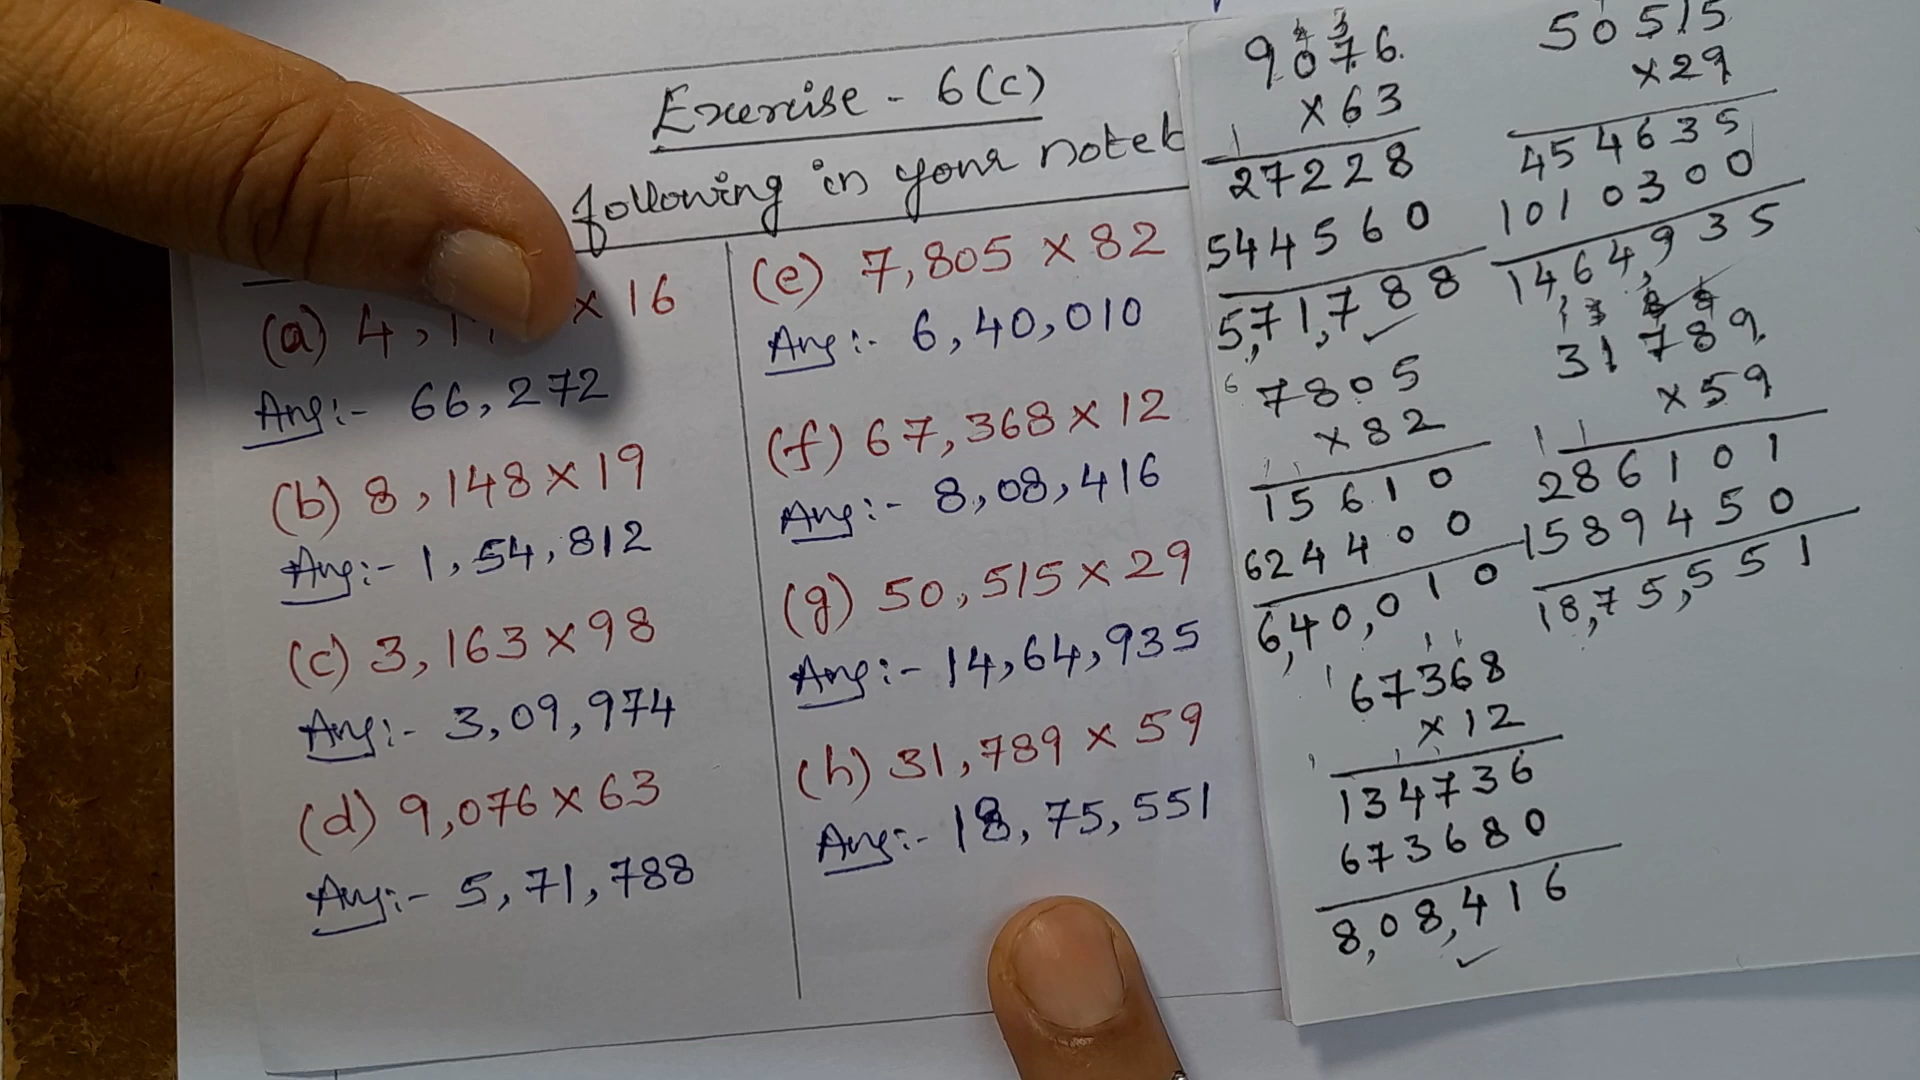 Exercise - 6(c)
following in your noteb
(a) 4,1 × 16
Ans:- 66,272
(b) 8,148 × 19
Ans:- 1,54,812
(c) 3,163 × 98
Ans:- 3,09,974
(d) 9,076 × 63
Ans:- 5,71,788
(e) 7,805 × 82
Ans:- 6,40,010
(f) 67,368 × 12
Ans:- 8,08,416
(g) 50,515 × 29
Ans:- 14,64,935
(h) 31,789 × 59
Ans:- 18,75,551
9076
×63
27228
544560
5,71,788
7805
×82
15610
624400
6,40,010
67368
×12
134736
673680
8,08,416
50515
×29
454635
1010300
14,64,935
31789
×59
286101
1589450
18,75,551